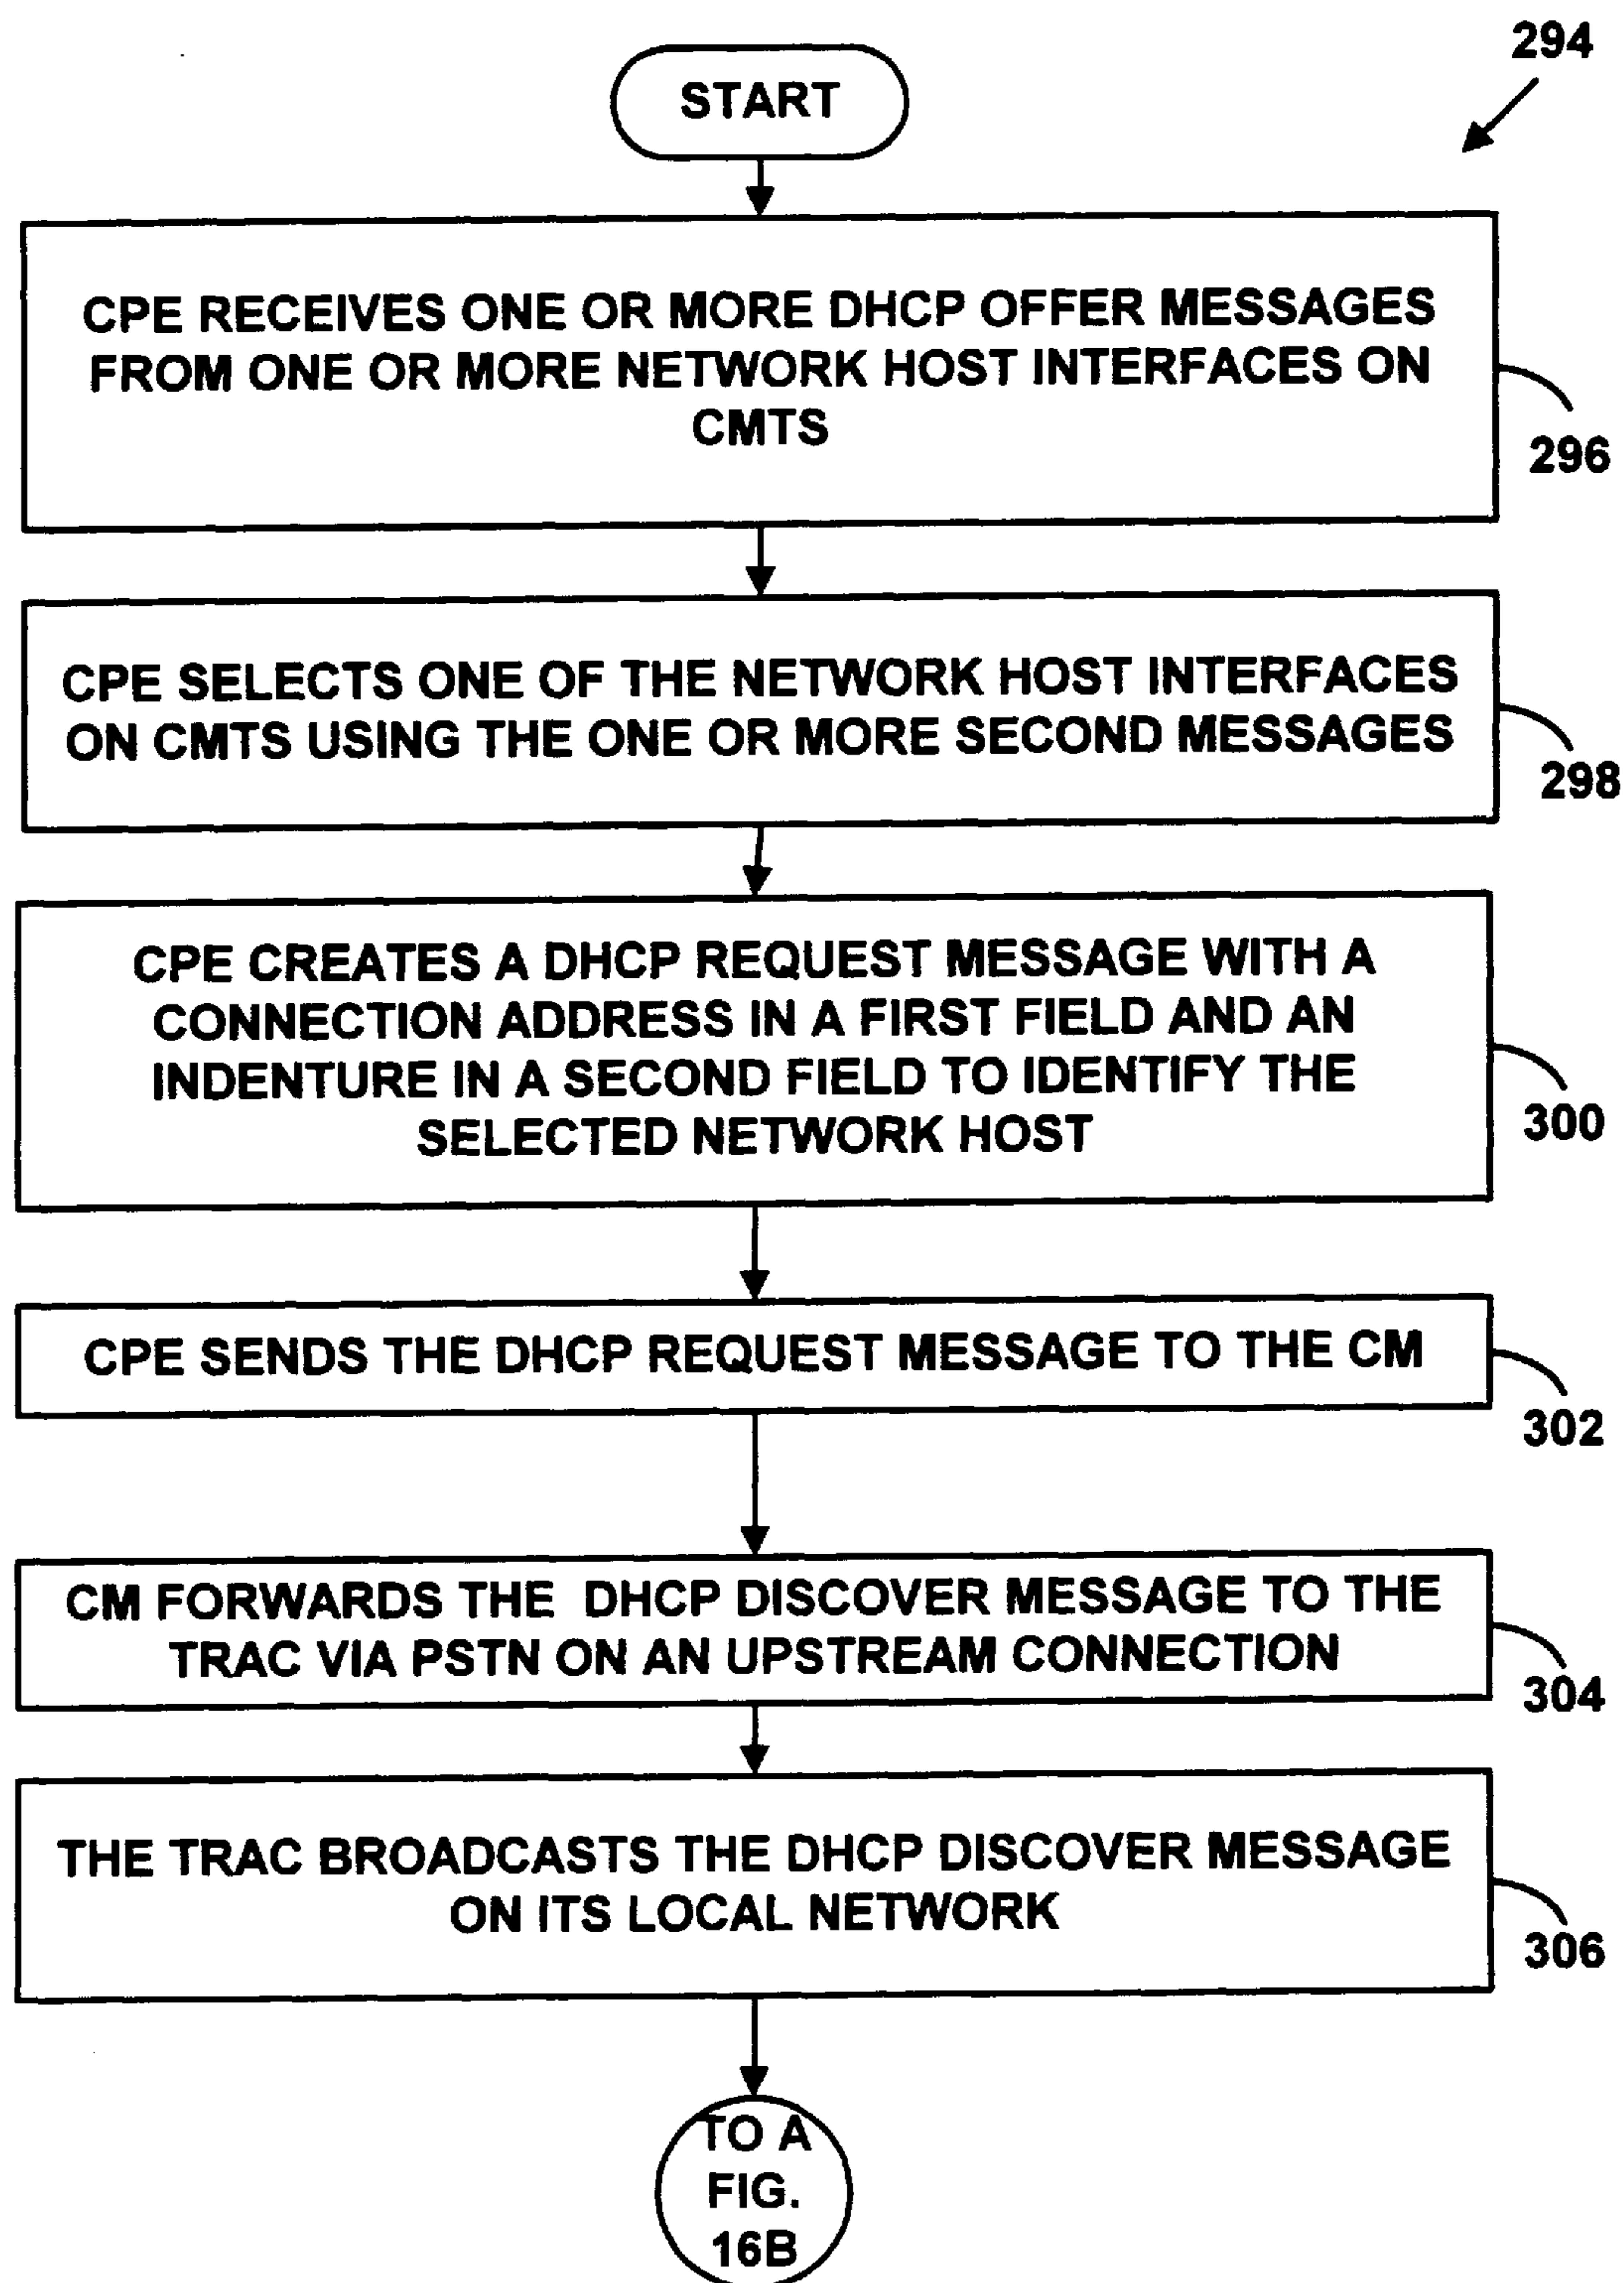 294
START
CPE RECEIVES ONE OR MORE DHCP OFFER MESSAGES
FROM ONE OR MORE NETWORK HOST INTERFACES ON
CMTS
296
CPE SELECTS ONE OF THE NETWORK HOST INTERFACES
ON CMTS USING THE ONE OR MORE SECOND MESSAGES
298
CPE CREATES A DHCP REQUEST MESSAGE WITH A
CONNECTION ADDRESS IN A FIRST FIELD AND AN
INDENTURE IN A SECOND FIELD TO IDENTIFY THE
SELECTED NETWORK HOST
300
CPE SENDS THE DHCP REQUEST MESSAGE TO THE CM
302
CM FORWARDS THE DHCP DISCOVER MESSAGE TO THE
TRAC VIA PSTN ON AN UPSTREAM CONNECTION
304
THE TRAC BROADCASTS THE DHCP DISCOVER MESSAGE
ON ITS LOCAL NETWORK
306
TO A
FIG.
16B